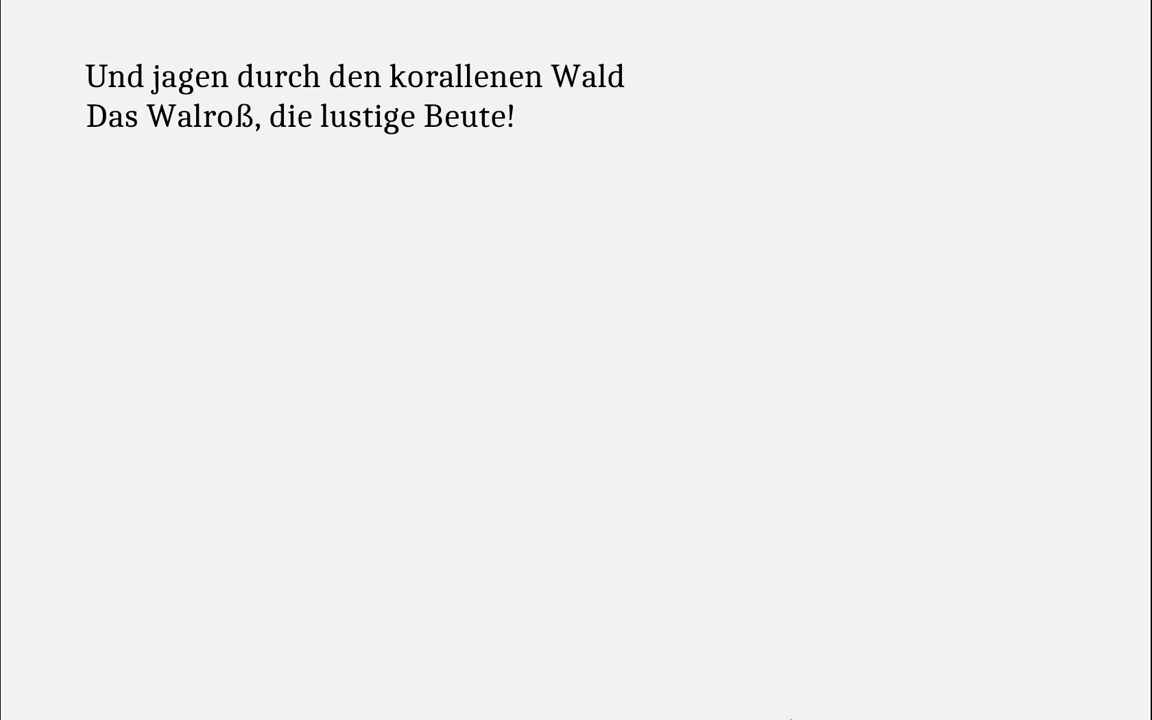 Und jagen durch den korallenen Wald
Das Walroß, die lustige Beute!